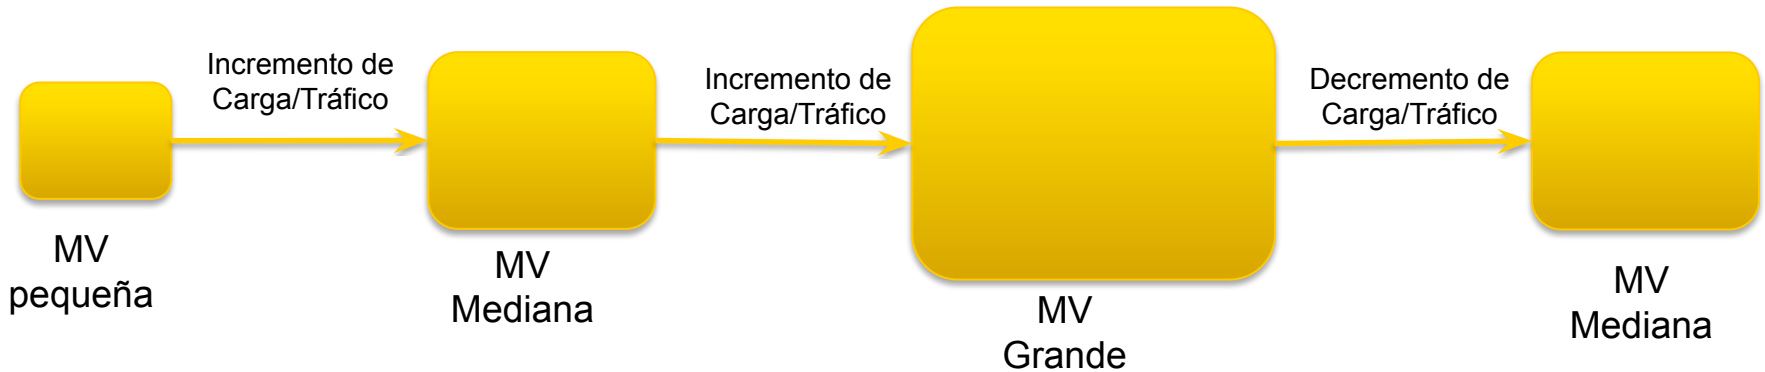 Incremento de
Carga/Tráfico
Incremento de
Carga/Tráfico
Decremento de
Carga/Tráfico
MV
pequeña
MV
Mediana
MV
Grande
MV
Mediana